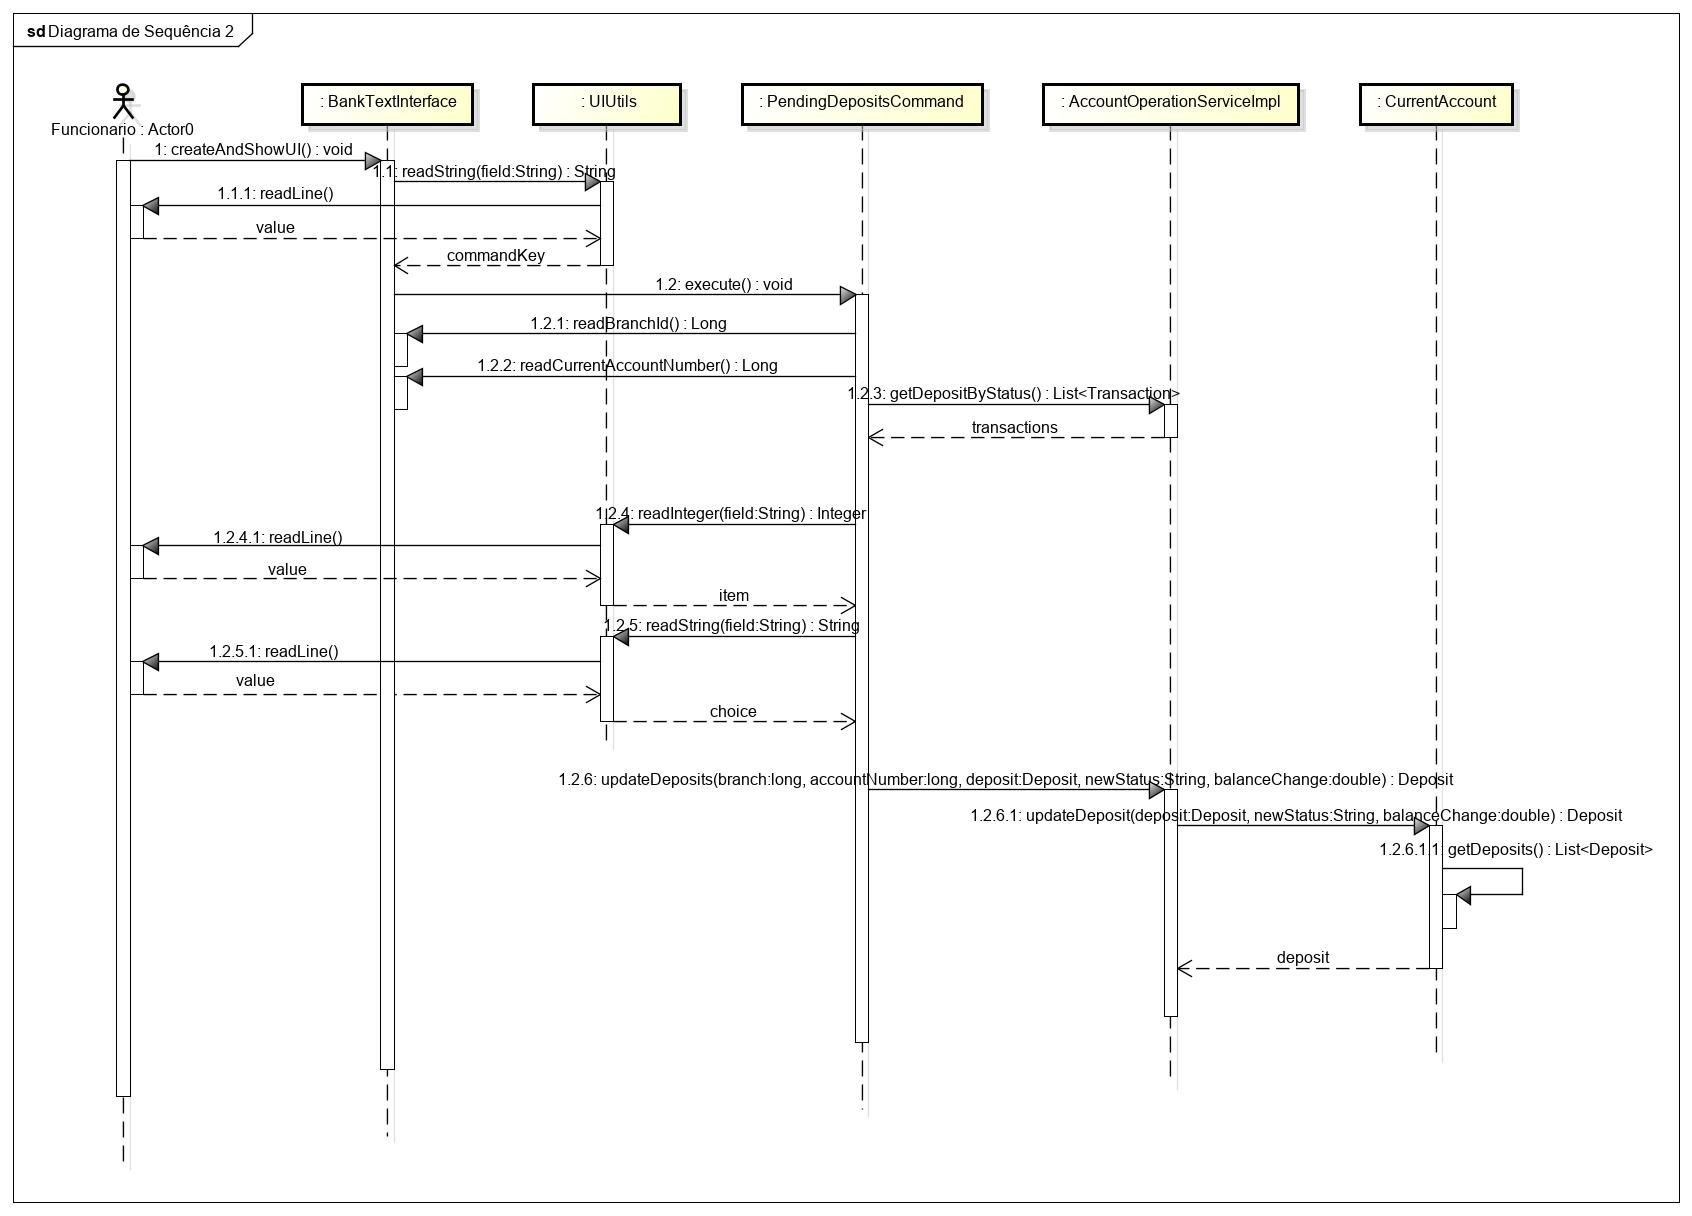 sd Diagrama de Sequência 2
Funcionario : Actor0
: BankTextInterface
: UIUtils
: PendingDepositsCommand
: AccountOperationServiceImpl
: CurrentAccount
1: createAndShowUI() : void
1.1: readString(field:String) : String
1.1.1: readLine()
value
commandKey
1.2: execute() : void
1.2.1: readBranchId() : Long
1.2.2: readCurrentAccountNumber() : Long
1.2.3: getDepositByStatus() : List<Transaction>
transactions
1.2.4: readInteger(field:String) : Integer
1.2.4.1: readLine()
value
item
1.2.5: readString(field:String) : String
1.2.5.1: readLine()
value
choice
1.2.6: updateDeposits(branch:long, accountNumber:long, deposit:Deposit, newStatus:String, balanceChange:double) : Deposit
1.2.6.1: updateDeposit(deposit:Deposit, newStatus:String, balanceChange:double) : Deposit
1.2.6.1.1: getDeposits() : List<Deposit>
deposit